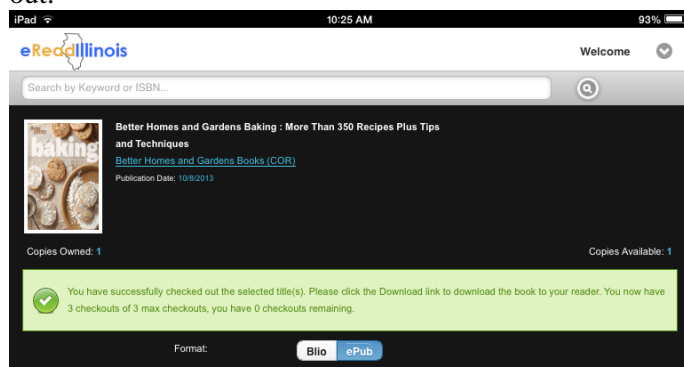 out.
iPad 10:25 AM 93%
eReadIllinois
Welcome
Search by Keyword or ISBN...
baking
Better Homes and Gardens Baking : More Than 350 Recipes Plus Tips
and Techniques
Better Homes and Gardens Books (COR)
Publication Date: 10/8/2013
Copies Owned: 1 Copies Available: 1
You have successfully checked out the selected title(s). Please click the Download link to download the book to your reader. You now have
3 checkouts of 3 max checkouts, you have 0 checkouts remaining.
Format: Blio ePub